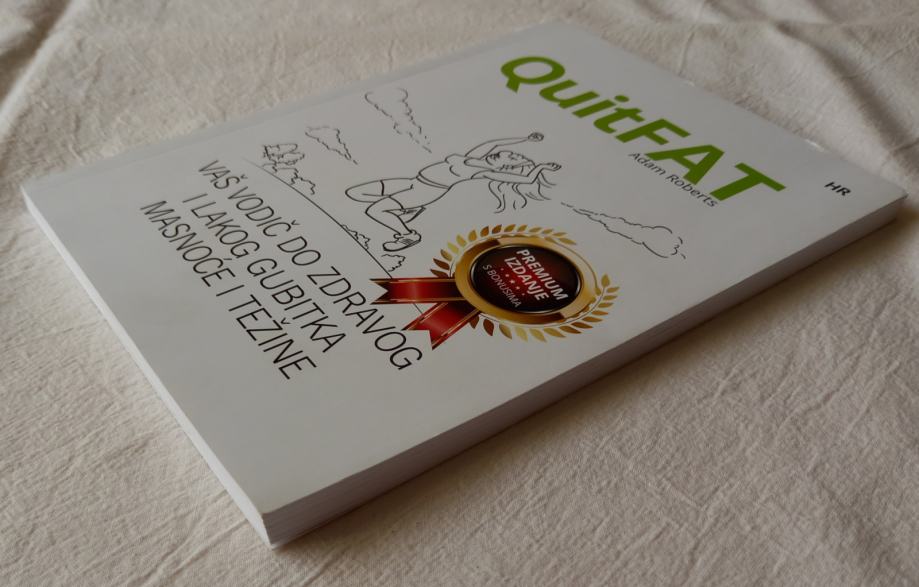 QuitFAT
Adam Roberts
HR
PREMIUM
IZDANJE
S BONUSIMA
VAŠ VODIČ DO ZDRAVOG
I LAKOG GUBITKA
MASNOĆE I TEŽINE